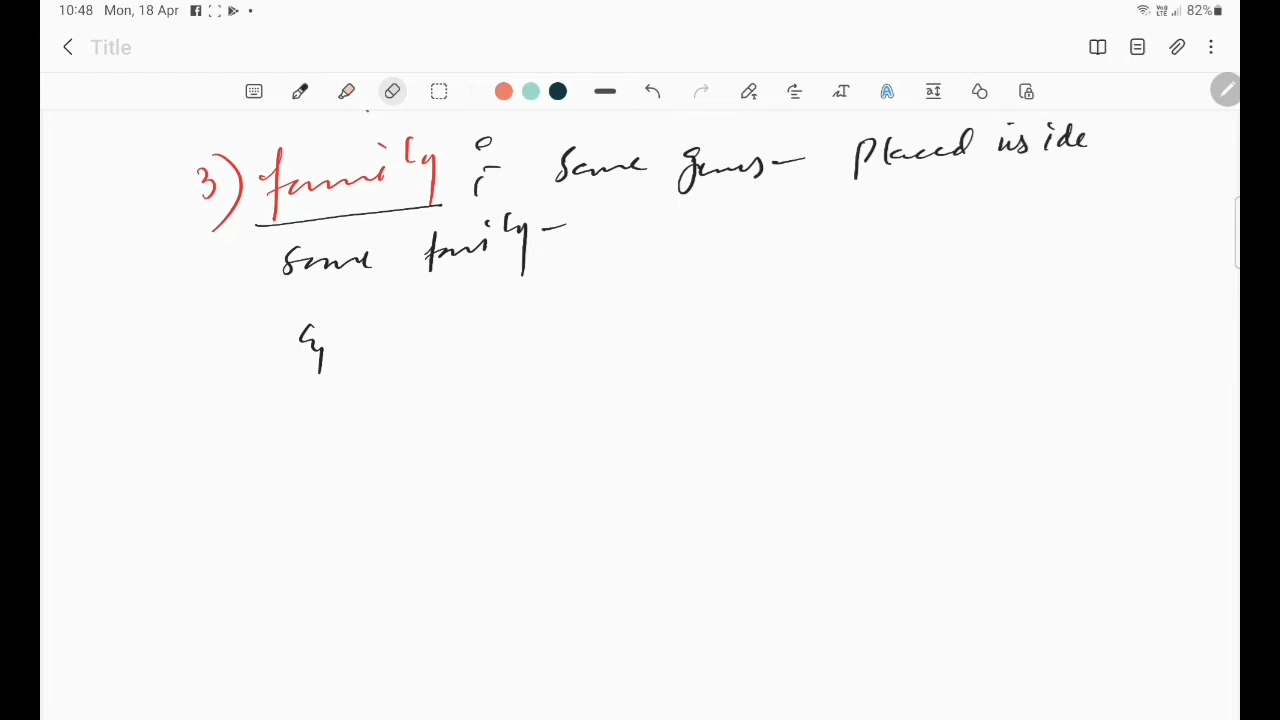 10:48 Mon, 18 Apr 82%
Title
3) family : same genus - Placed inside
same family -
eg